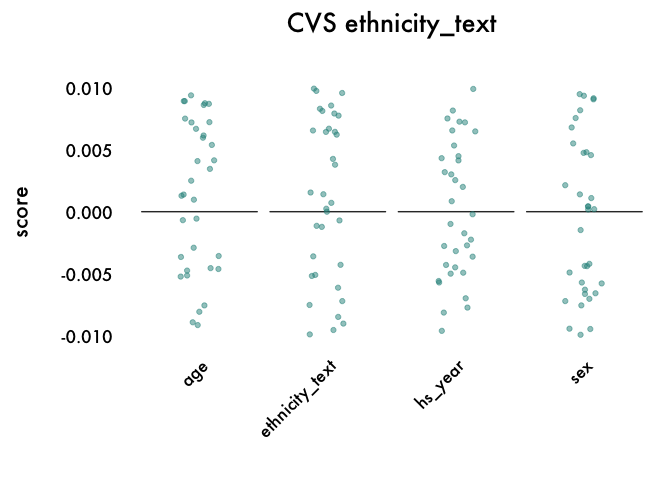 CVS ethnicity_text
0.010
0.005
0.000
-0.005
-0.010
score
age
ethnicity_text
hs_year
sex